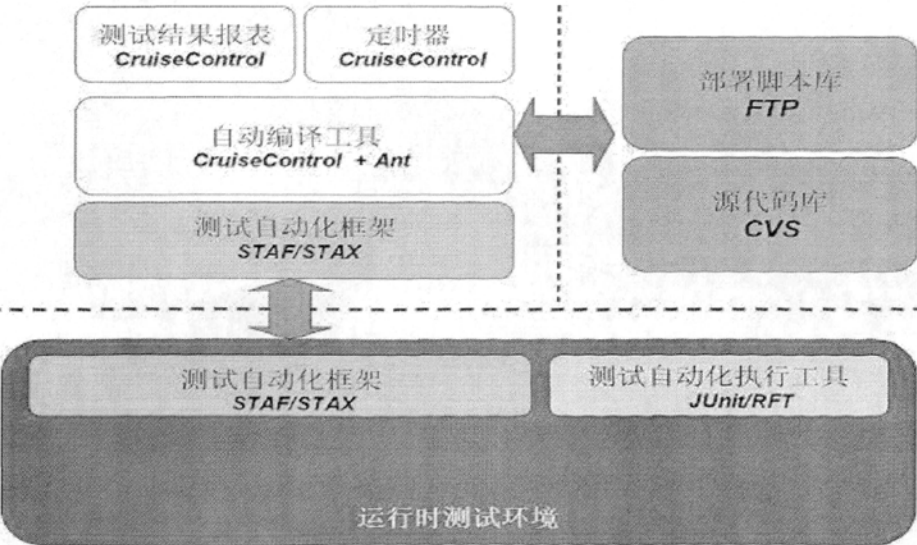 测试结果报表
CruiseControl
定时器
CruiseControl
自动编译工具
CruiseControl + Ant
测试自动化框架
STAF/STAX
部署脚本库
FTP
源代码库
CVS
测试自动化框架
STAF/STAX
测试自动化执行工具
JUnit/RFT
运行时测试环境